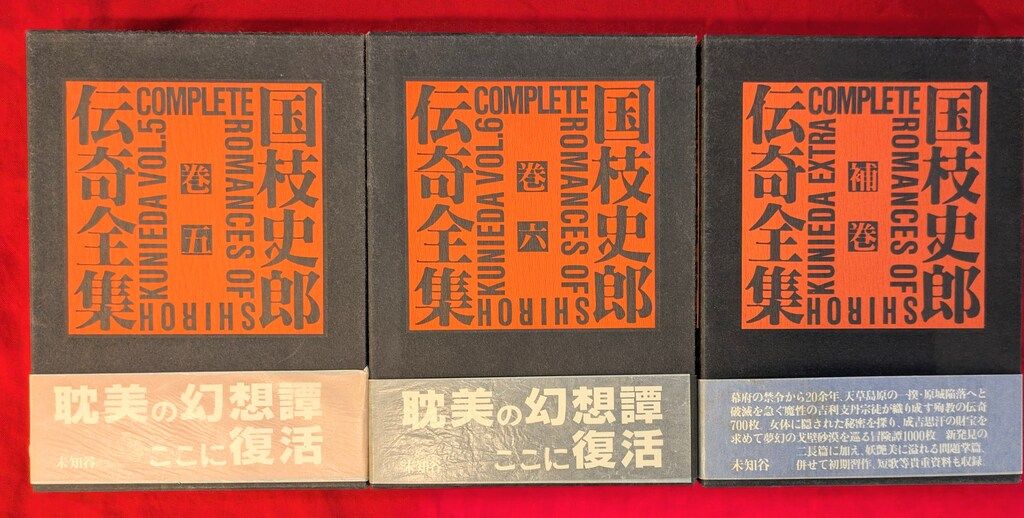 国枝史郎
伝奇全集
COMPLETE
ROMANCES OF
SHIROH
KUNIEDA VOL.5
巻五
耽美の幻想譚
ここに復活
未知谷
国枝史郎
伝奇全集
COMPLETE
ROMANCES OF
SHIROH
KUNIEDA VOL.6
巻六
耽美の幻想譚
ここに復活
未知谷
国枝史郎
伝奇全集
COMPLETE
ROMANCES OF
SHIROH
KUNIEDA EXTRA
補巻
幕府の禁令から20余年、天草島原の一揆・原城陥落へと
破滅を急ぐ魔性の吉利支丹宗徒が織り成す殉教の伝奇
700枚。女体に隠された秘密を探り、成吉思汗の財宝を
求めて夢幻の天壁砂漠を巡る冒険譚1000枚。新発見の
二長篇に加え、妖艶美に溢れる問題掌篇、
併せて初期習作、短歌等貴重資料も収録。
未知谷